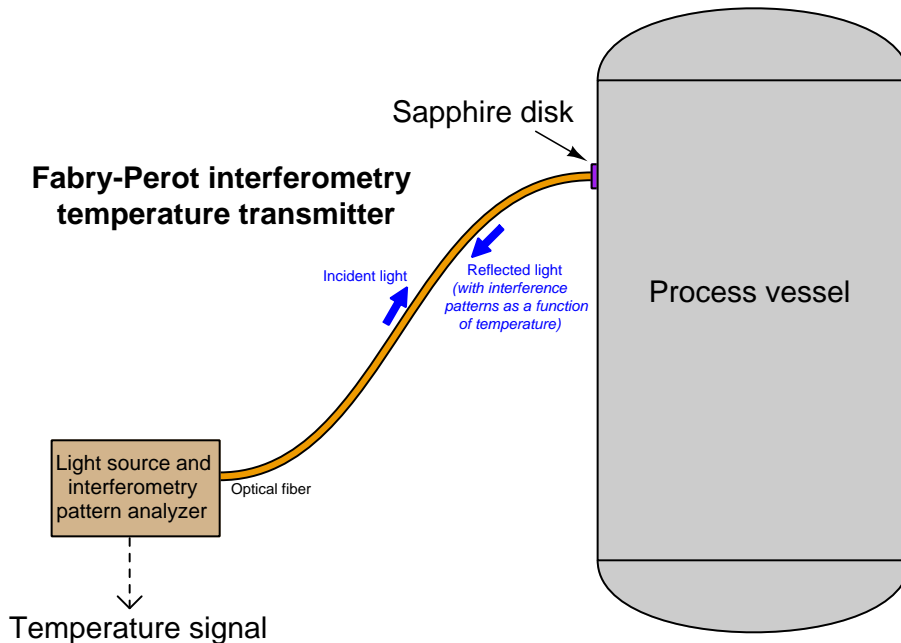 Sapphire disk
Fabry-Perot interferometry
temperature transmitter
Incident light
Reflected light
(with interference
patterns as a function
of temperature)
Process vessel
Light source and
interferometry
pattern analyzer
Optical fiber
Temperature signal